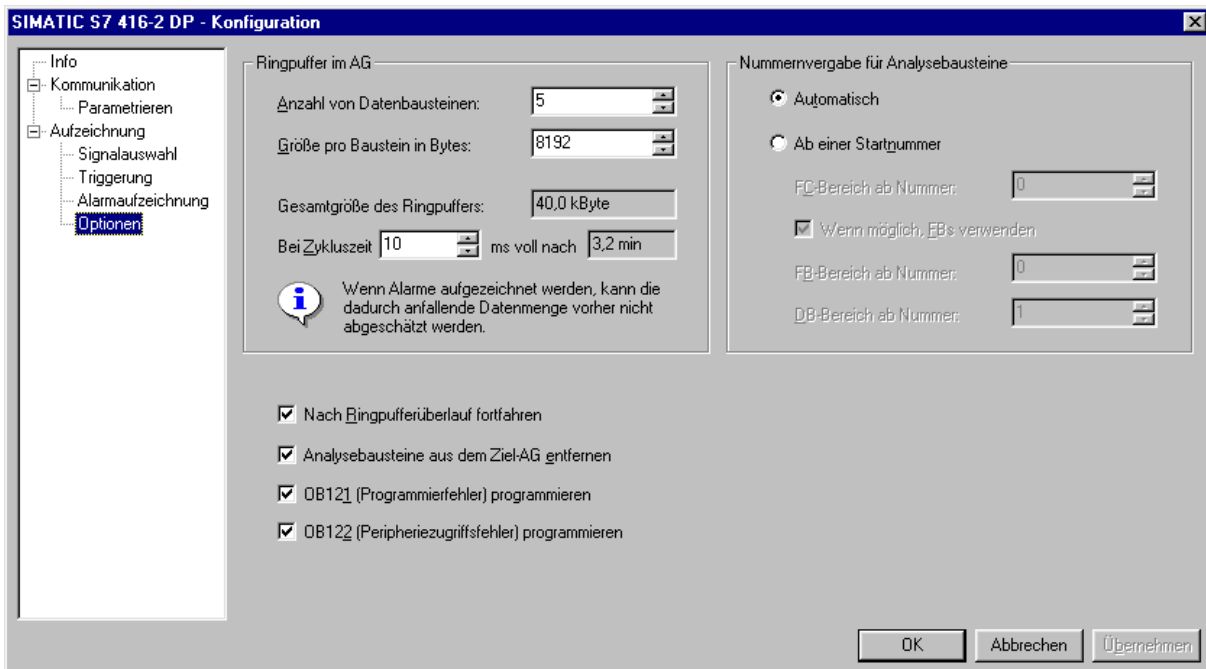 SIMATIC S7 416-2 DP - Konfiguration
Info
Kommunikation
Parametrieren
Aufzeichnung
Signalauswahl
Triggerung
Alarmaufzeichnung
Optionen
Ringpuffer im AG
Anzahl von Datenbausteinen: 5
Größe pro Baustein in Bytes: 8192
Gesamtgröße des Ringpuffers: 40,0 kByte
Bei Zykluszeit 10 ms voll nach 3,2 min
Wenn Alarme aufgezeichnet werden, kann die
dadurch anfallende Datenmenge vorher nicht
abgeschätzt werden.
Nummernvergabe für Analysebausteine
Automatisch
Ab einer Startnummer
FC-Bereich ab Nummer: 0
Wenn möglich, FBs verwenden
FB-Bereich ab Nummer: 0
DB-Bereich ab Nummer: 1
Nach Ringpufferüberlauf fortfahren
Analysebausteine aus dem Ziel-AG entfernen
OB121 (Programmierfehler) programmieren
OB122 (Peripheriezugriffsfehler) programmieren
OK
Abbrechen
Übernehmen